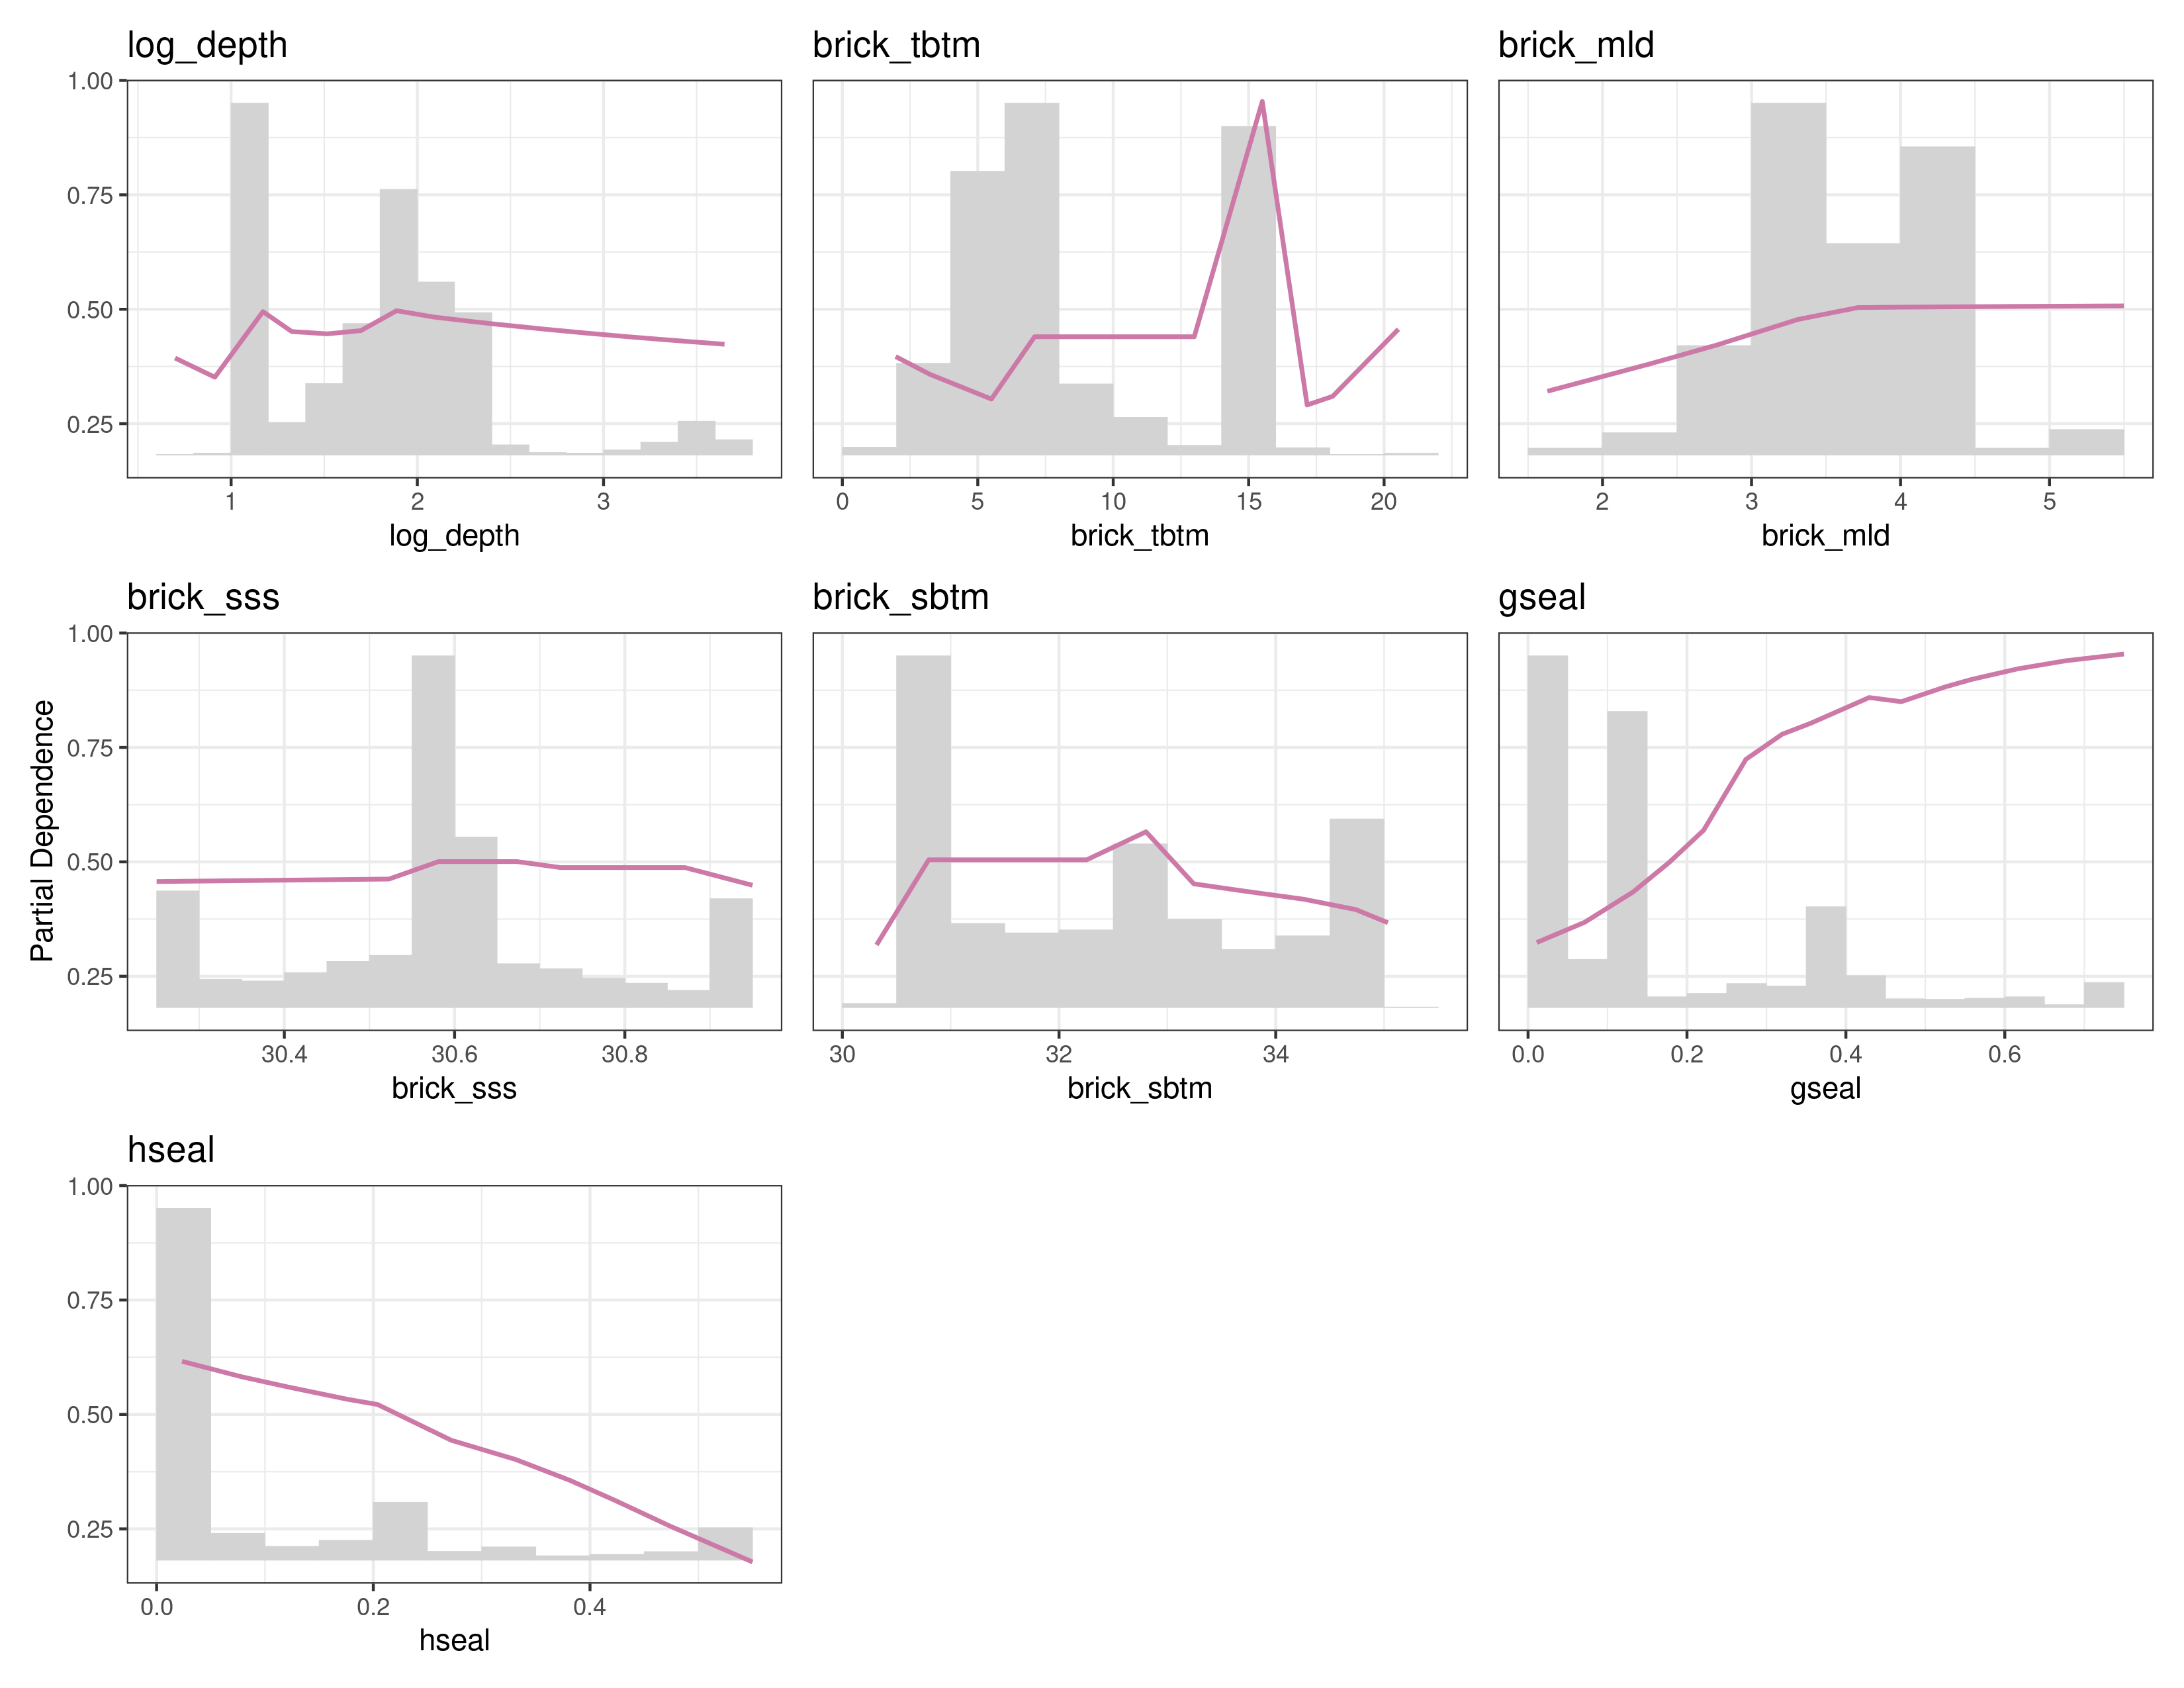 log_depth
brick_tbtm
brick_mld
1.00
0.75
0.50
0.25
1 2 3
0 5 10 15 20
2 3 4 5
log_depth
brick_tbtm
brick_mld
brick_sss
brick_sbtm
gseal
Partial Dependence
1.00
0.75
0.50
0.25
30.4 30.6 30.8
30 32 34
0.0 0.2 0.4 0.6
brick_sss
brick_sbtm
gseal
hseal
1.00
0.75
0.50
0.25
0.0 0.2 0.4
hseal